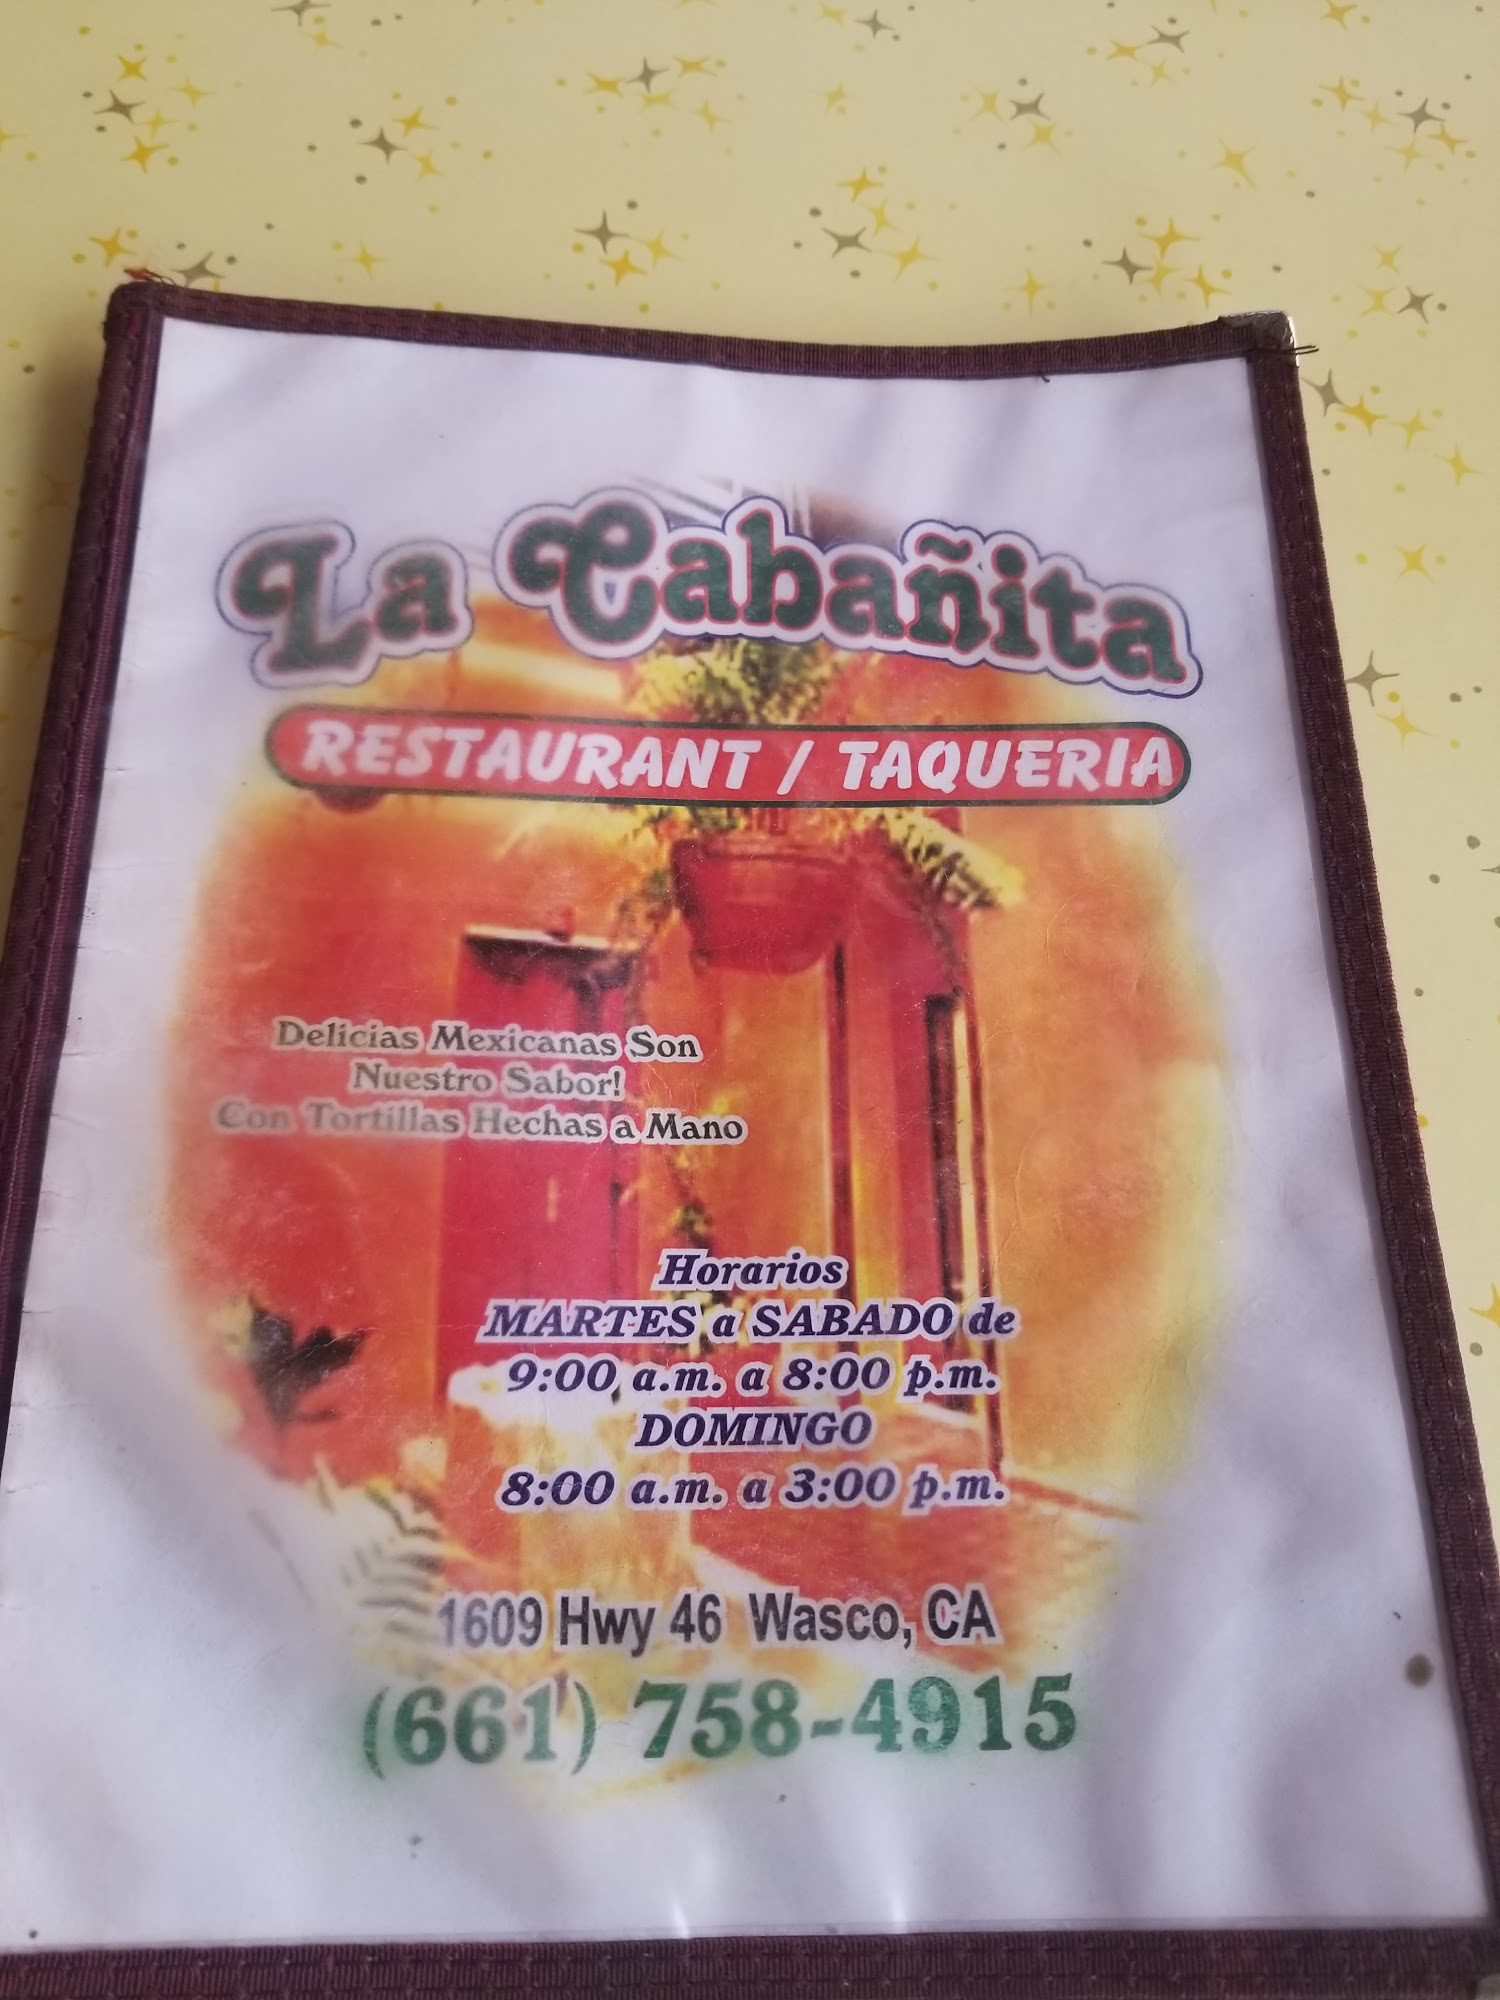 La Cabañita
RESTAURANT / TAQUERIA
Delicias Mexicanas Son
Nuestro Sabor!
Con Tortillas Hechas a Mano
Horarios
MARTES a SABADO de
9:00 a.m. a 8:00 p.m.
DOMINGO
8:00 a.m. a 3:00 p.m.
1609 Hwy 46 Wasco, CA
(661) 758-4915